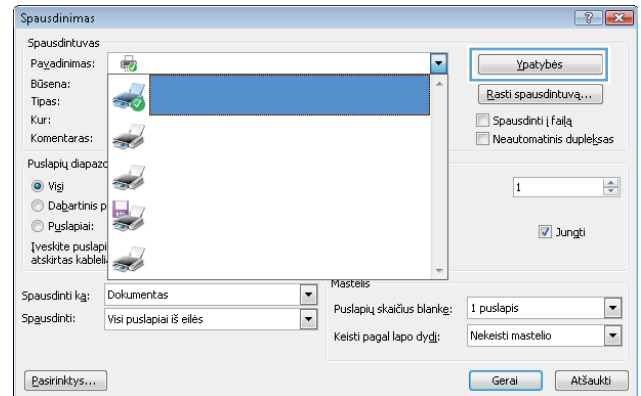 Spausdinimas
Spausdintuvas
Pavadinimas:
Ypatybės
Būsena:
Tipas:
Rasti spausdintuvą...
Kur:
Spausdinti į failą
Komentaras:
Neautomatinis dupleksas
Puslapių diapazo
Visi
1
Dabartinis p
Puslapiai:
Jungti
Įveskite puslapi
atskirtas kableli
Mastelis
Spausdinti ką: Dokumentas
Puslapių skaičius blanke: 1 puslapis
Spausdinti: Visi puslapiai iš eilės
Keisti pagal lapo dydį: Nekeisti mastelio
Pasirinktys...
Gerai
Atšaukti